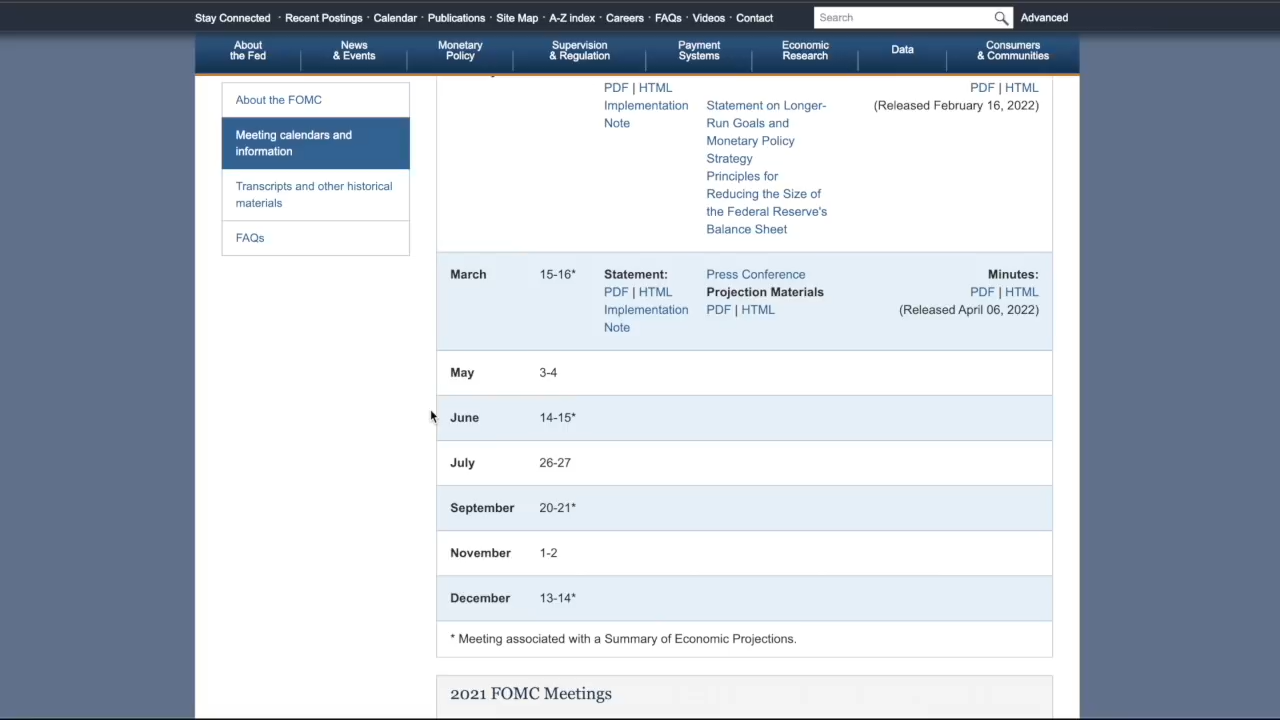 Stay Connected · Recent Postings · Calendar · Publications · Site Map · A-Z index · Careers · FAQs · Videos · Contact
Search
Advanced
About the Fed
News & Events
Monetary Policy
Supervision & Regulation
Payment Systems
Economic Research
Data
Consumers & Communities
About the FOMC
Meeting calendars and
information
Transcripts and other historical
materials
FAQs
PDF | HTML
Implementation
Note
Statement on Longer-
Run Goals and
Monetary Policy
Strategy
Principles for
Reducing the Size of
the Federal Reserve's
Balance Sheet
PDF | HTML
(Released February 16, 2022)
March
15-16*
Statement:
PDF | HTML
Implementation
Note
Press Conference
Projection Materials
PDF | HTML
Minutes:
PDF | HTML
(Released April 06, 2022)
May 3-4
June 14-15*
July 26-27
September 20-21*
November 1-2
December 13-14*
* Meeting associated with a Summary of Economic Projections.
2021 FOMC Meetings